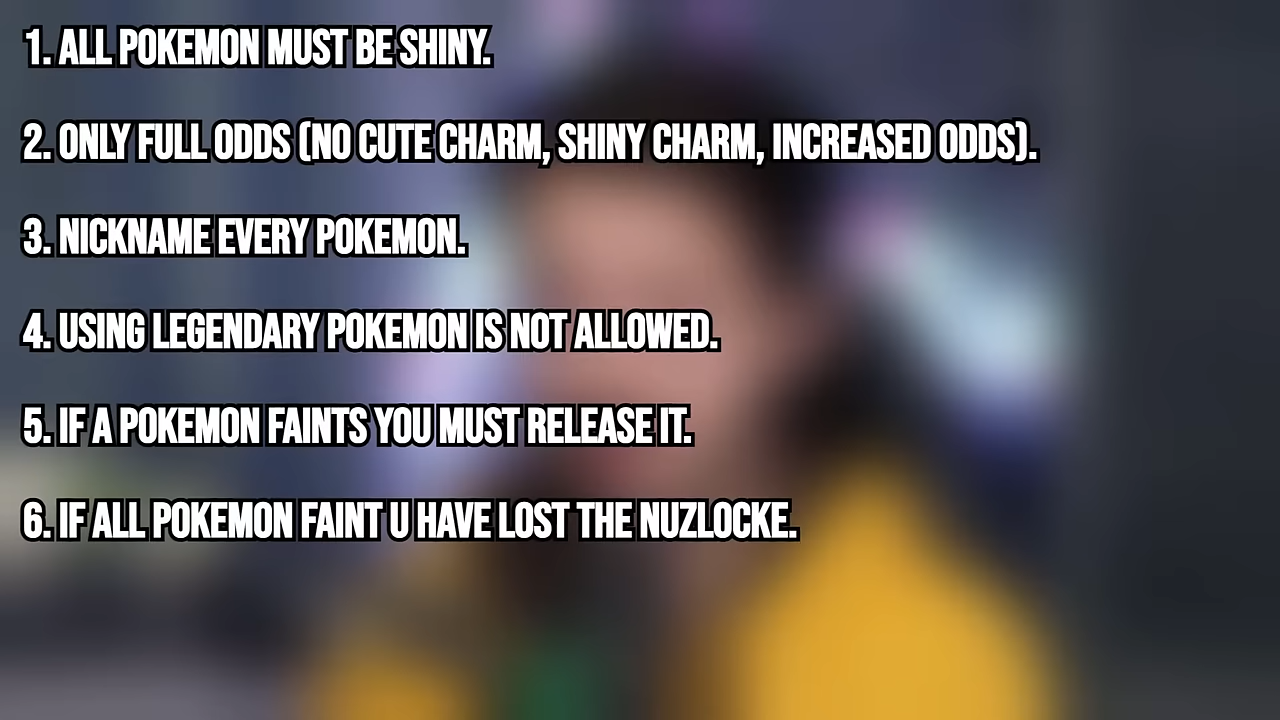 1. ALL POKEMON MUST BE SHINY.
2. ONLY FULL ODDS (NO CUTE CHARM, SHINY CHARM, INCREASED ODDS).
3. NICKNAME EVERY POKEMON.
4. USING LEGENDARY POKEMON IS NOT ALLOWED.
5. IF A POKEMON FAINTS YOU MUST RELEASE IT.
6. IF ALL POKEMON FAINT U HAVE LOST THE NUZLOCKE.